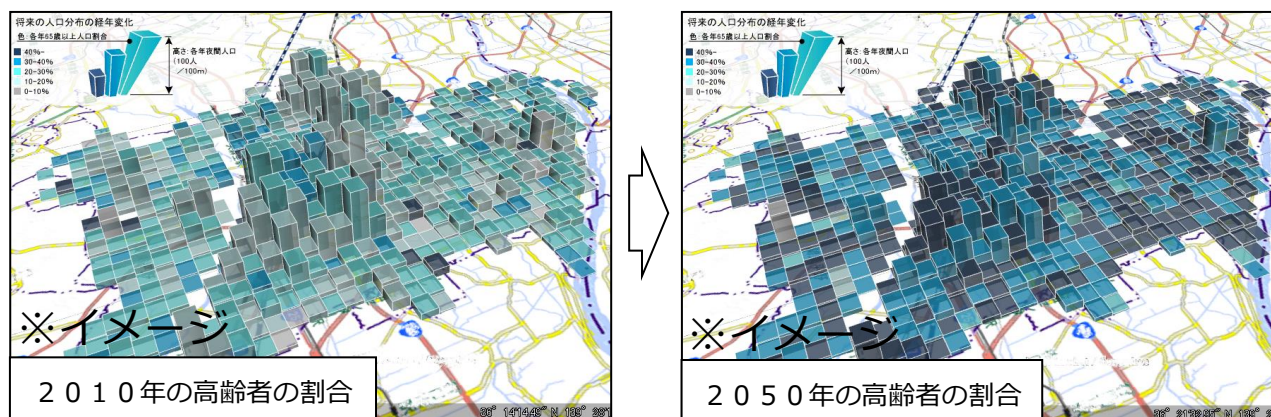 将来の人口分布の経年変化
色:各年65歳以上人口割合
40%-
30-40%
20-30%
10-20%
0-10%
高さ:各年夜間人口
(100人
/100m)
※イメージ
2010年の高齢者の割合
将来の人口分布の経年変化
色:各年65歳以上人口割合
40%-
30-40%
20-30%
10-20%
0-10%
高さ:各年夜間人口
(100人
/100m)
※イメージ
2050年の高齢者の割合